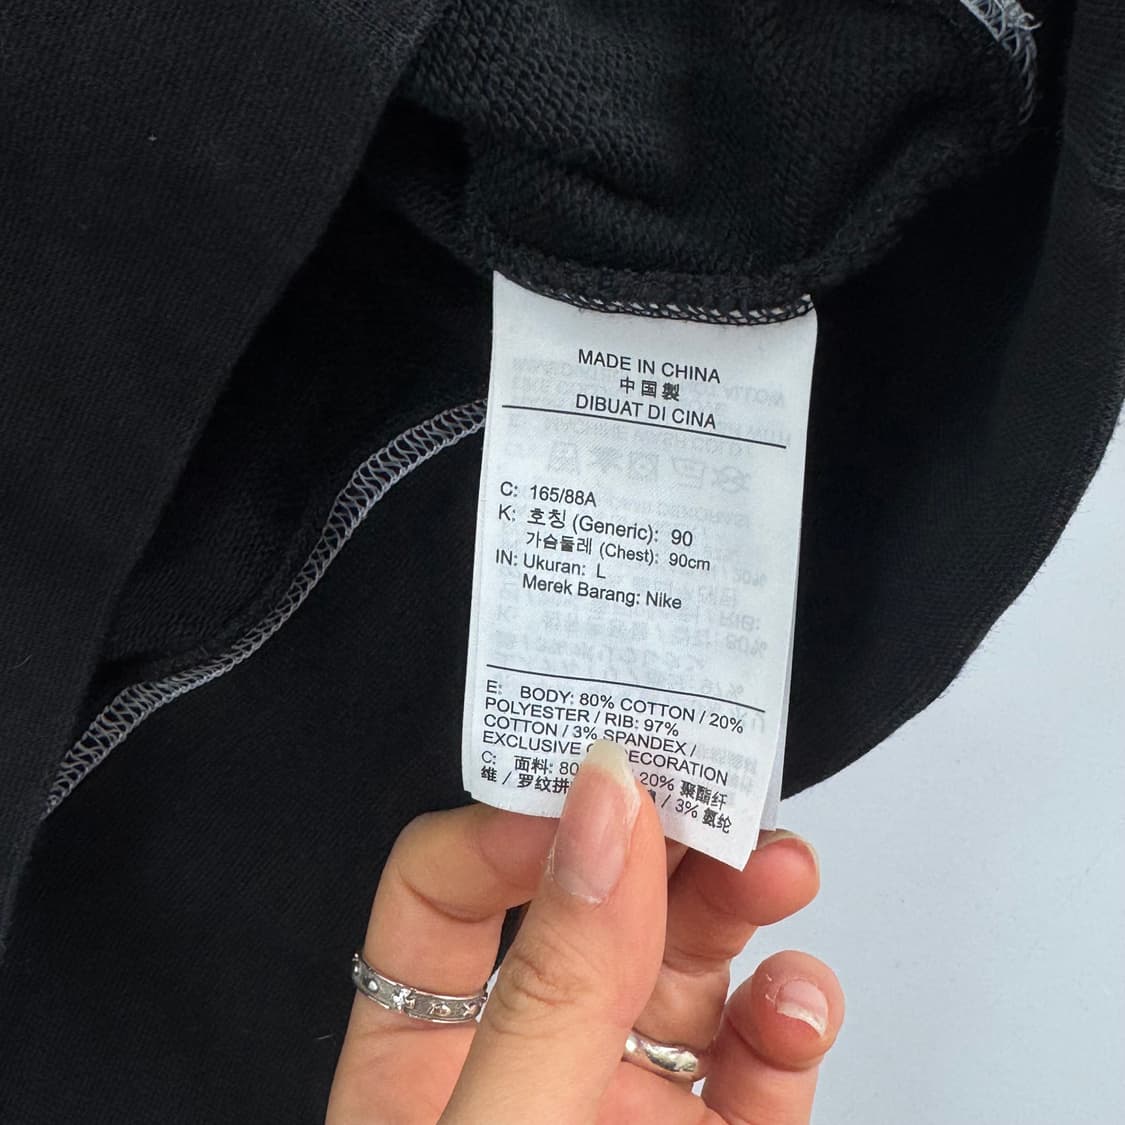 MADE IN CHINA
中国製
DIBUAT DI CINA
C: 165/88A
K: 호칭 (Generic): 90
가슴둘레 (Chest): 90cm
IN: Ukuran: L
Merek Barang: Nike
E: BODY: 80% COTTON / 20%
POLYESTER / RIB: 97%
COTTON / 3% SPANDEX /
EXCLUSIVE DECORATION
C: 面料: 80 / 20% 聚酯纤
维 / 罗纹拼 / 3% 氨纶